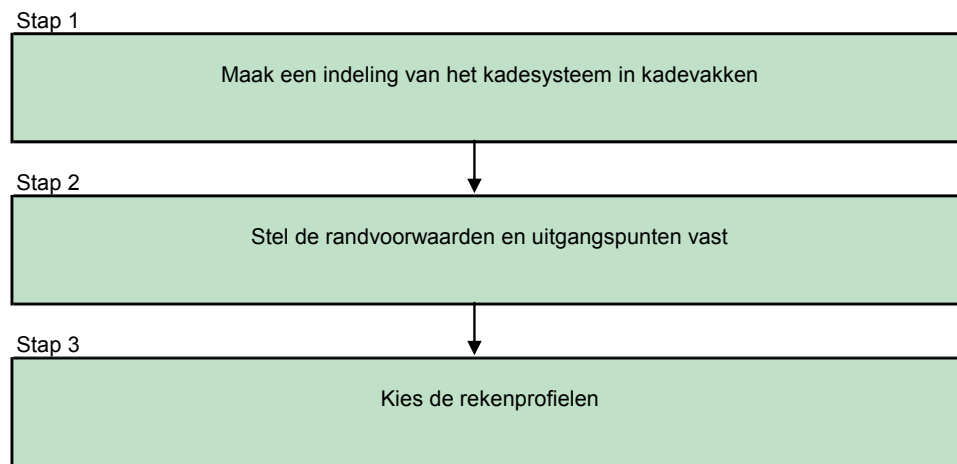 Stap 1
Maak een indeling van het kadesysteem in kadevakken
Stap 2
Stel de randvoorwaarden en uitgangspunten vast
Stap 3
Kies de rekenprofielen